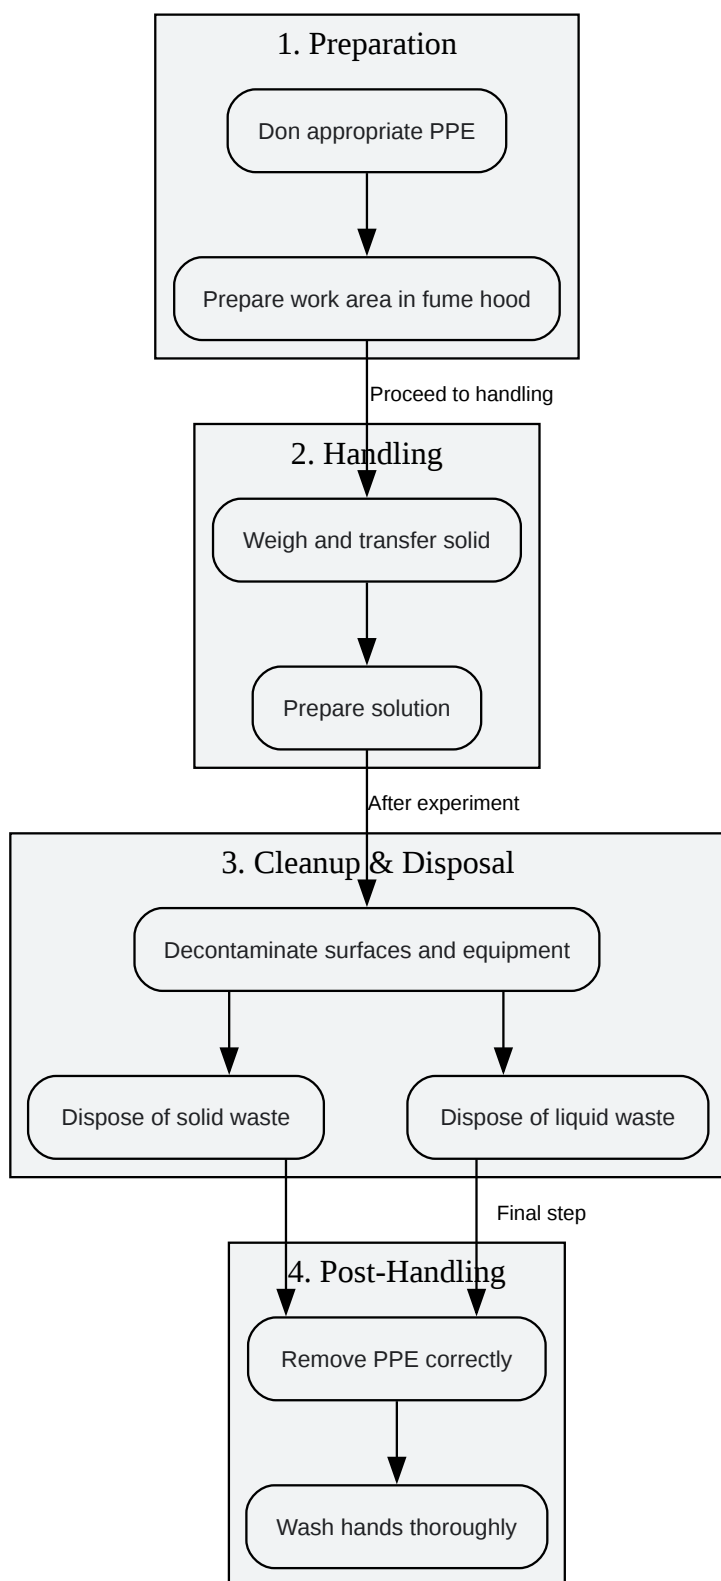 1. Preparation
Don appropriate PPE
Prepare work area in fume hood
Proceed to handling
2. Handling
Weigh and transfer solid
Prepare solution
After experiment
3. Cleanup & Disposal
Decontaminate surfaces and equipment
Dispose of solid waste
Dispose of liquid waste
Final step
4. Post-Handling
Remove PPE correctly
Wash hands thoroughly